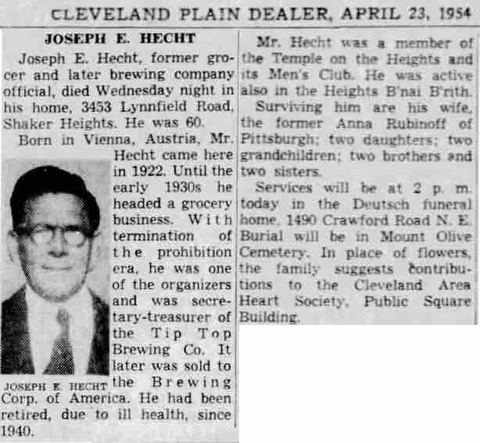 CLEVELAND PLAIN DEALER, APRIL 23, 1954
JOSEPH E. HECHT
Joseph E. Hecht, former gro-
cer and later brewing company
official, died Wednesday night in
his home, 3453 Lynnfield Road,
Shaker Heights. He was 60.
Born in Vienna, Austria, Mr.
Hecht came here
in 1922. Until the
early 1930s he
headed a grocery
business. With
termination of
the prohibition
era, he was one
of the organizers
and was secre-
tary-treasurer of
the Tip Top
Brewing Co. It
later was sold to
the Brewing
JOSEPH E. HECHT
Corp. of America. He had been
retired, due to ill health, since
1940.
Mr. Hecht was a member of
the Temple on the Heights and
its Men's Club. He was active
also in the Heights B'nai B'rith.
Surviving him are his wife,
the former Anna Rubinoff of
Pittsburgh; two daughters; two
grandchildren; two brothers and
two sisters.
Services will be at 2 p. m.
today in the Deutsch funeral
home, 1490 Crawford Road N. E.
Burial will be in Mount Olive
Cemetery. In place of flowers,
the family suggests contribu-
tions to the Cleveland Area
Heart Society, Public Square
Building.